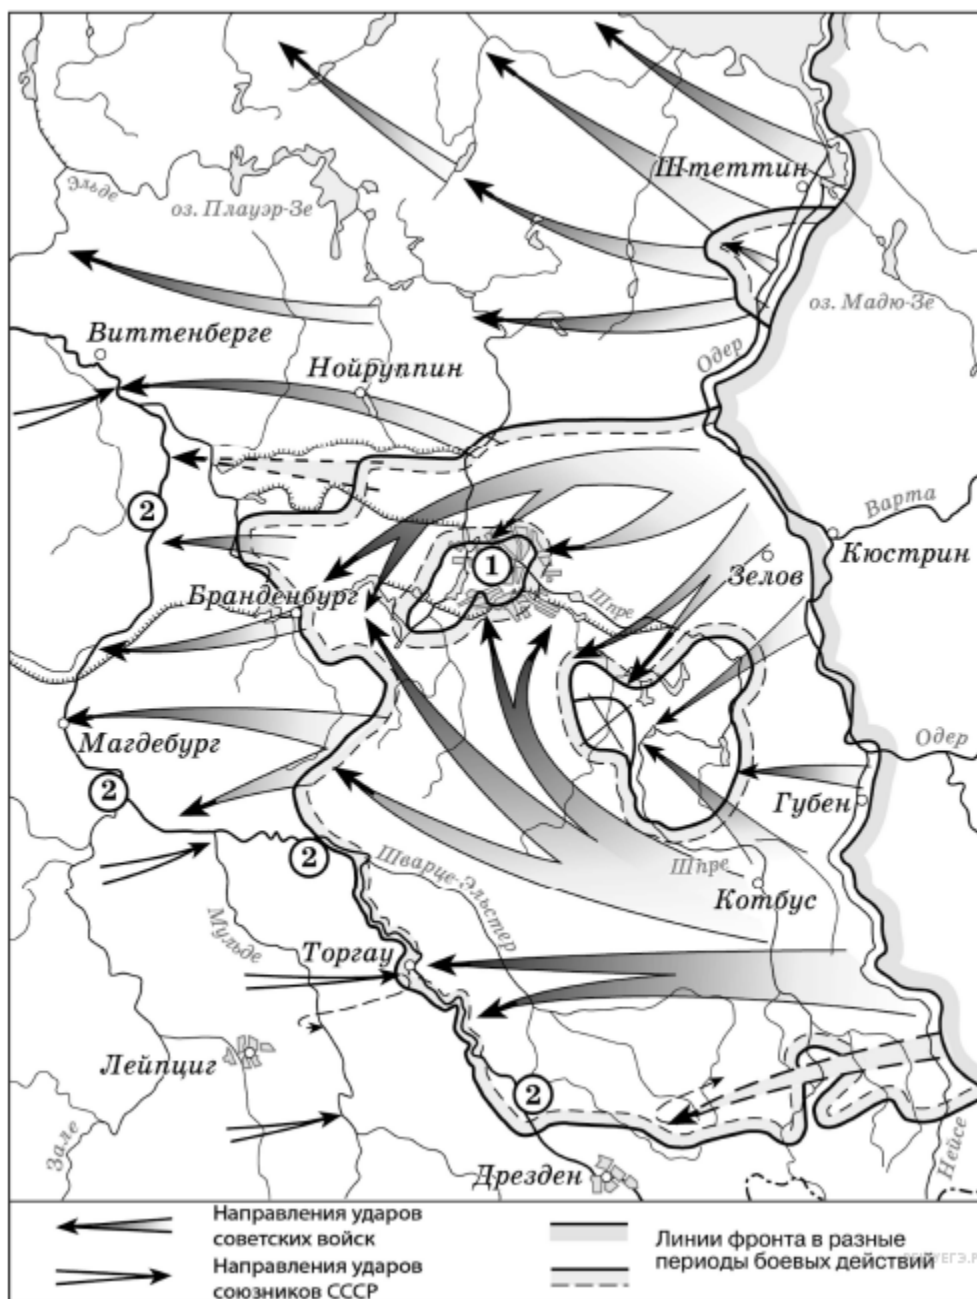 Штеттин
Эльде
оз. Плауэр-Зе
оз. Мадю-Зе
Виттенберге
Одер
Нойруппин
2
Варта
1
Кюстрин
Зелов
Бранденбург
Шпре
Магдебург
Одер
2
Губен
2
Шварце-Эльстер
Шпре
Котбус
Мульде
Торгау
Лейпциг
2
Зале
Дрезден
Нейсе
Направления ударов
советских войск
Направления ударов
союзников СССР
Линии фронта в разные
периоды боевых действий